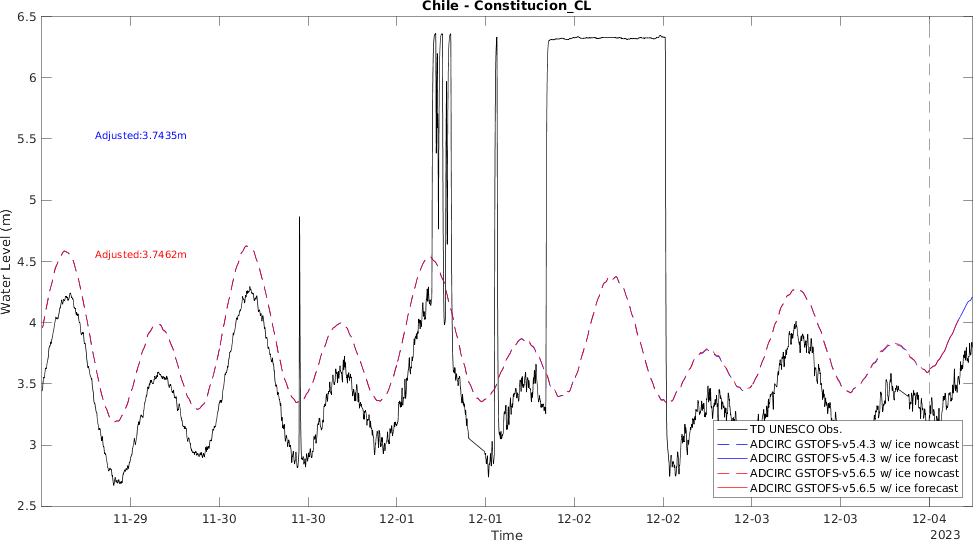 Chile - Constitucion_CL
6.5
6
5.5
5
4.5
4
3.5
3
2.5
Water Level (m)
Adjusted:3.7435m
Adjusted:3.7462m
TD UNESCO Obs.
ADCIRC GSTOFS-v5.4.3 w/ ice nowcast
ADCIRC GSTOFS-v5.4.3 w/ ice forecast
ADCIRC GSTOFS-v5.6.5 w/ ice nowcast
ADCIRC GSTOFS-v5.6.5 w/ ice forecast
11-29 11-30 11-30 12-01 12-01 12-02 12-02 12-03 12-03 12-04
2023
Time